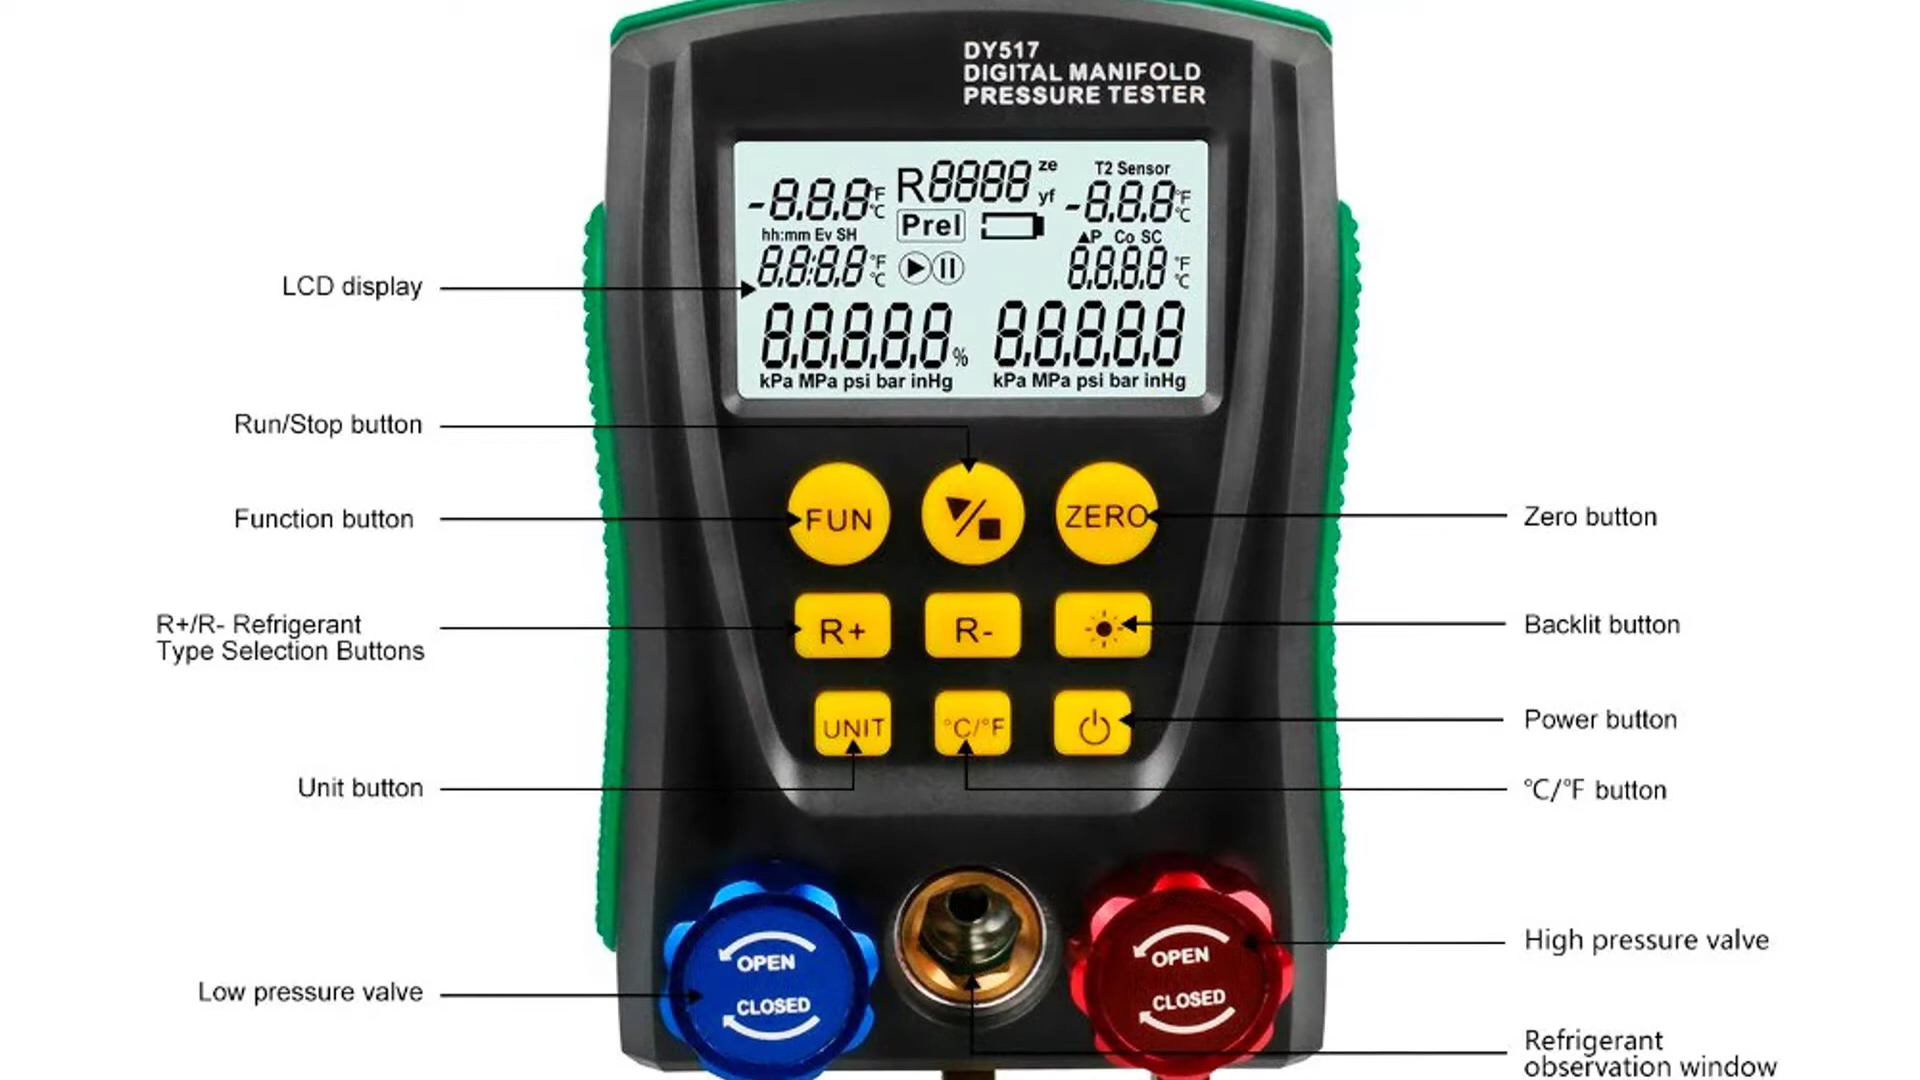 DY517
DIGITAL MANIFOLD
PRESSURE TESTER
-8.8.8°F
°C
R8888 ze
yf
T2 Sensor
-8.8.8°F
°C
hh:mm Ev SH
Prel
▲P Co SC
8.8:8.8°F
°C
8.8.8.8 °F
°C
8.8.8.8.8%
8.8.8.8.8
kPa MPa psi bar inHg
kPa MPa psi bar inHg
LCD display
Run/Stop button
Function button
FUN
ZERO
Zero button
R+/R- Refrigerant
Type Selection Buttons
R+
R-
Backlit button
UNIT
°C/°F
Power button
Unit button
°C/°F button
OPEN
CLOSED
OPEN
CLOSED
High pressure valve
Low pressure valve
Refrigerant
observation window